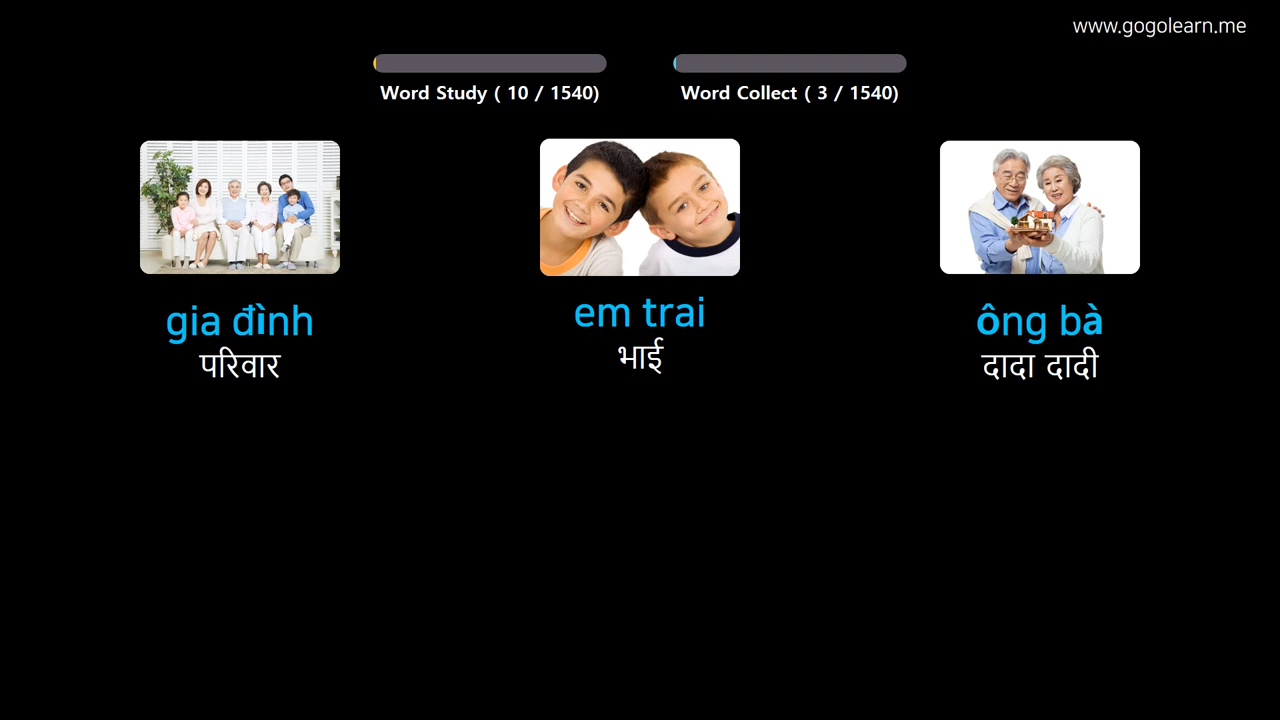 www.gogolearn.me
Word Study ( 10 / 1540)
Word Collect ( 3 / 1540)
gia đình
परिवार
em trai
भाई
ông bà
दादा दादी